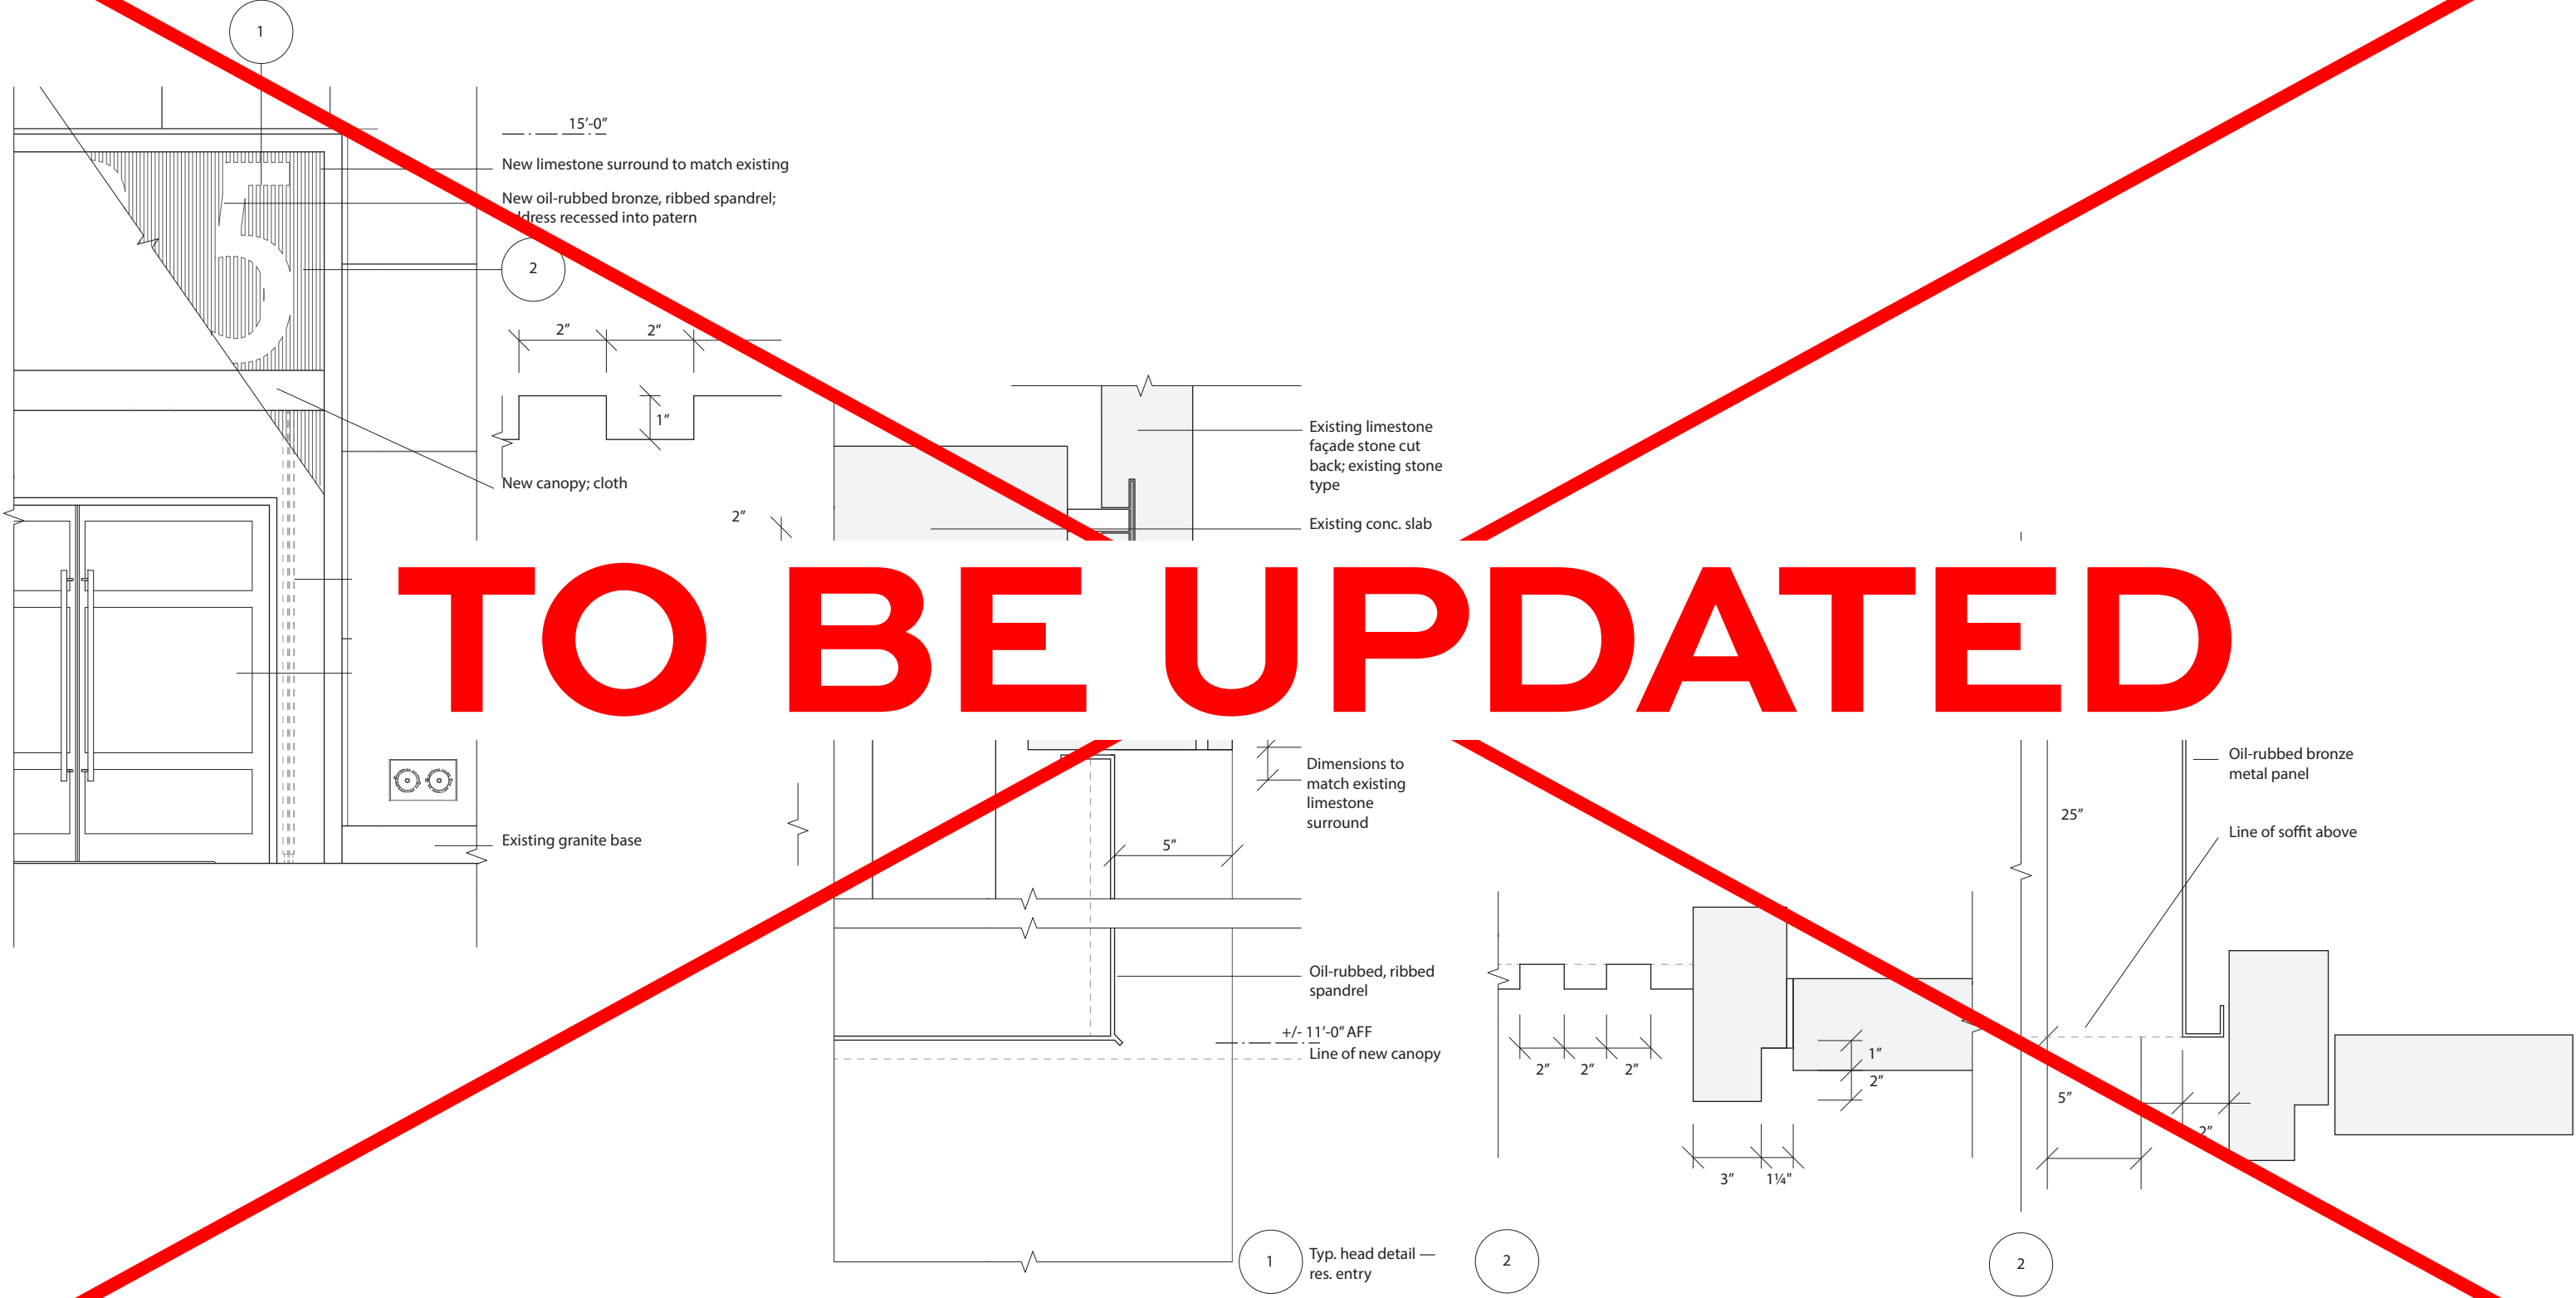 1
15’-0”
New limestone surround to match existing
New oil-rubbed bronze, ribbed spandrel;
address recessed into patern
2
2”
2”
1”
New canopy; cloth
2”
Existing limestone
façade stone cut
back; existing stone
type
Existing conc. slab
TO BE UPDATED
Oil-rubbed bronze
metal panel
Dimensions to
match existing
limestone
surround
25”
Line of soffit above
Existing granite base
5”
Oil-rubbed, ribbed
spandrel
+/- 11’-0” AFF
Line of new canopy
2”
2”
2”
1”
2”
5”
2”
3”
1¼"
1
Typ. head detail —
res. entry
2
2
5